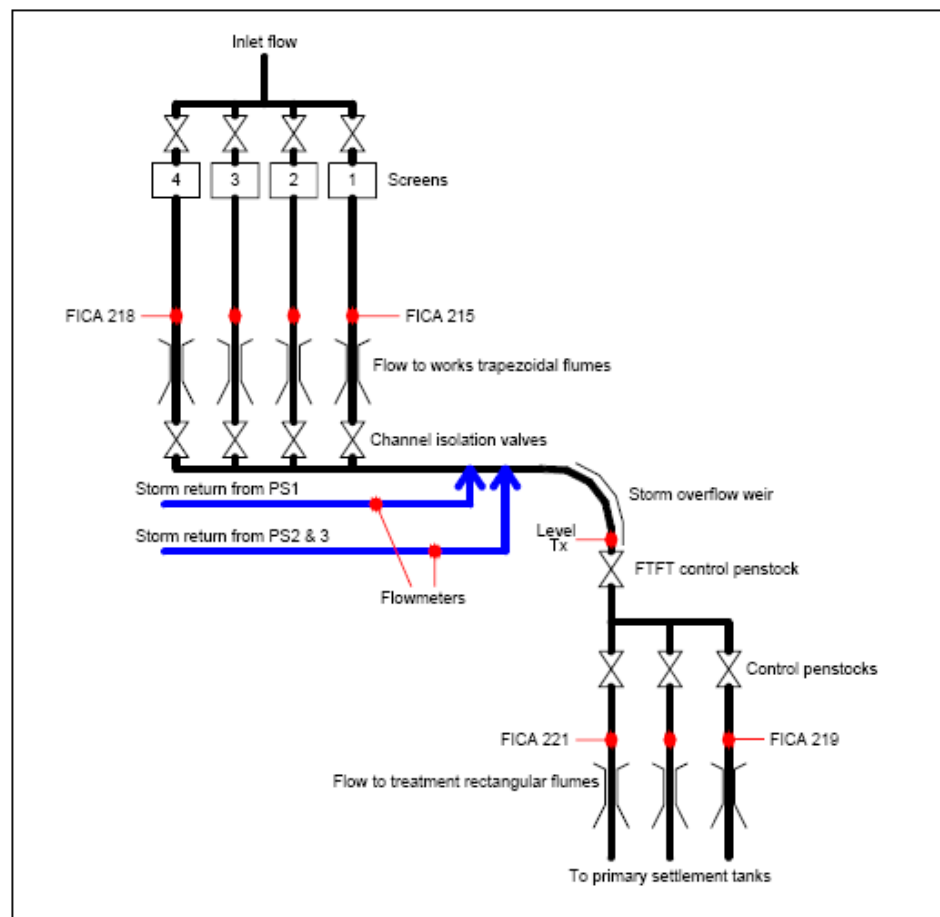 Inlet flow
4 3 2 1 Screens
FICA 218 FICA 215
Flow to works trapezoidal flumes
Channel isolation valves
Storm return from PS1
Storm overflow weir
Storm return from PS2 & 3
Level
Tx
FTFT control penstock
Flowmeters
Control penstocks
FICA 221 FICA 219
Flow to treatment rectangular flumes
To primary settlement tanks